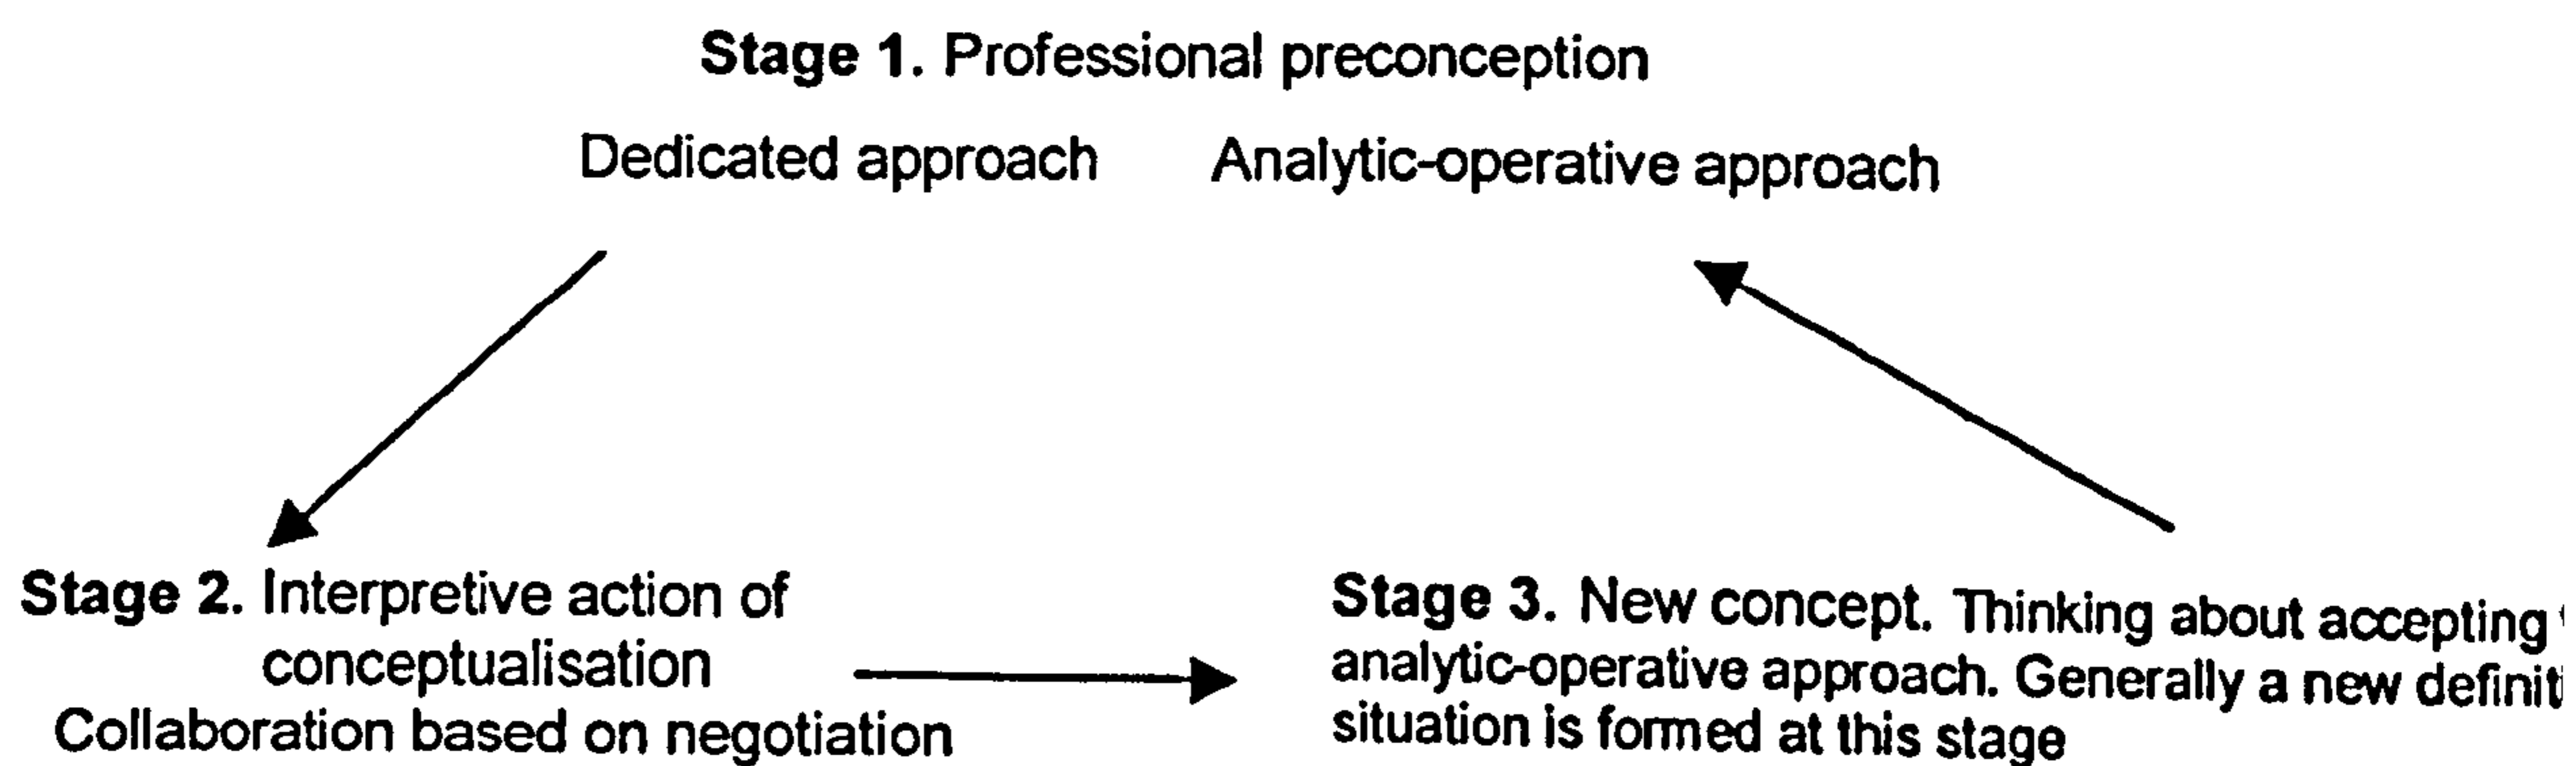 Stage 1. Professional preconception
Dedicated approach Analytic-operative approach
Stage 2. Interpretive action of
conceptualisation
Collaboration based on negotiation
Stage 3. New concept. Thinking about accepting
analytic-operative approach. Generally a new
situation is formed at this stage